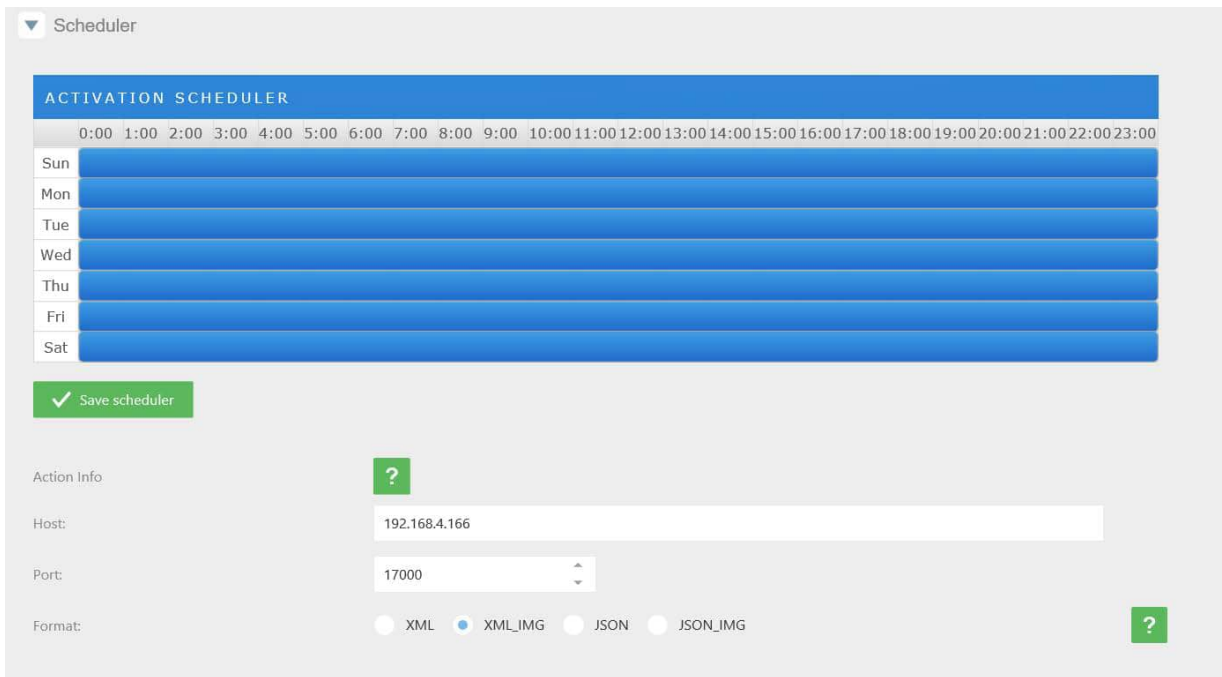 Scheduler
ACTIVATION SCHEDULER
0:00 1:00 2:00 3:00 4:00 5:00 6:00 7:00 8:00 9:00 10:00 11:00 12:00 13:00 14:00 15:00 16:00 17:00 18:00 19:00 20:00 21:00 22:00 23:00
Sun
Mon
Tue
Wed
Thu
Fri
Sat
Save scheduler
Action Info ?
Host: 192.168.4.166
Port: 17000
Format: XML XML_IMG JSON JSON_IMG ?